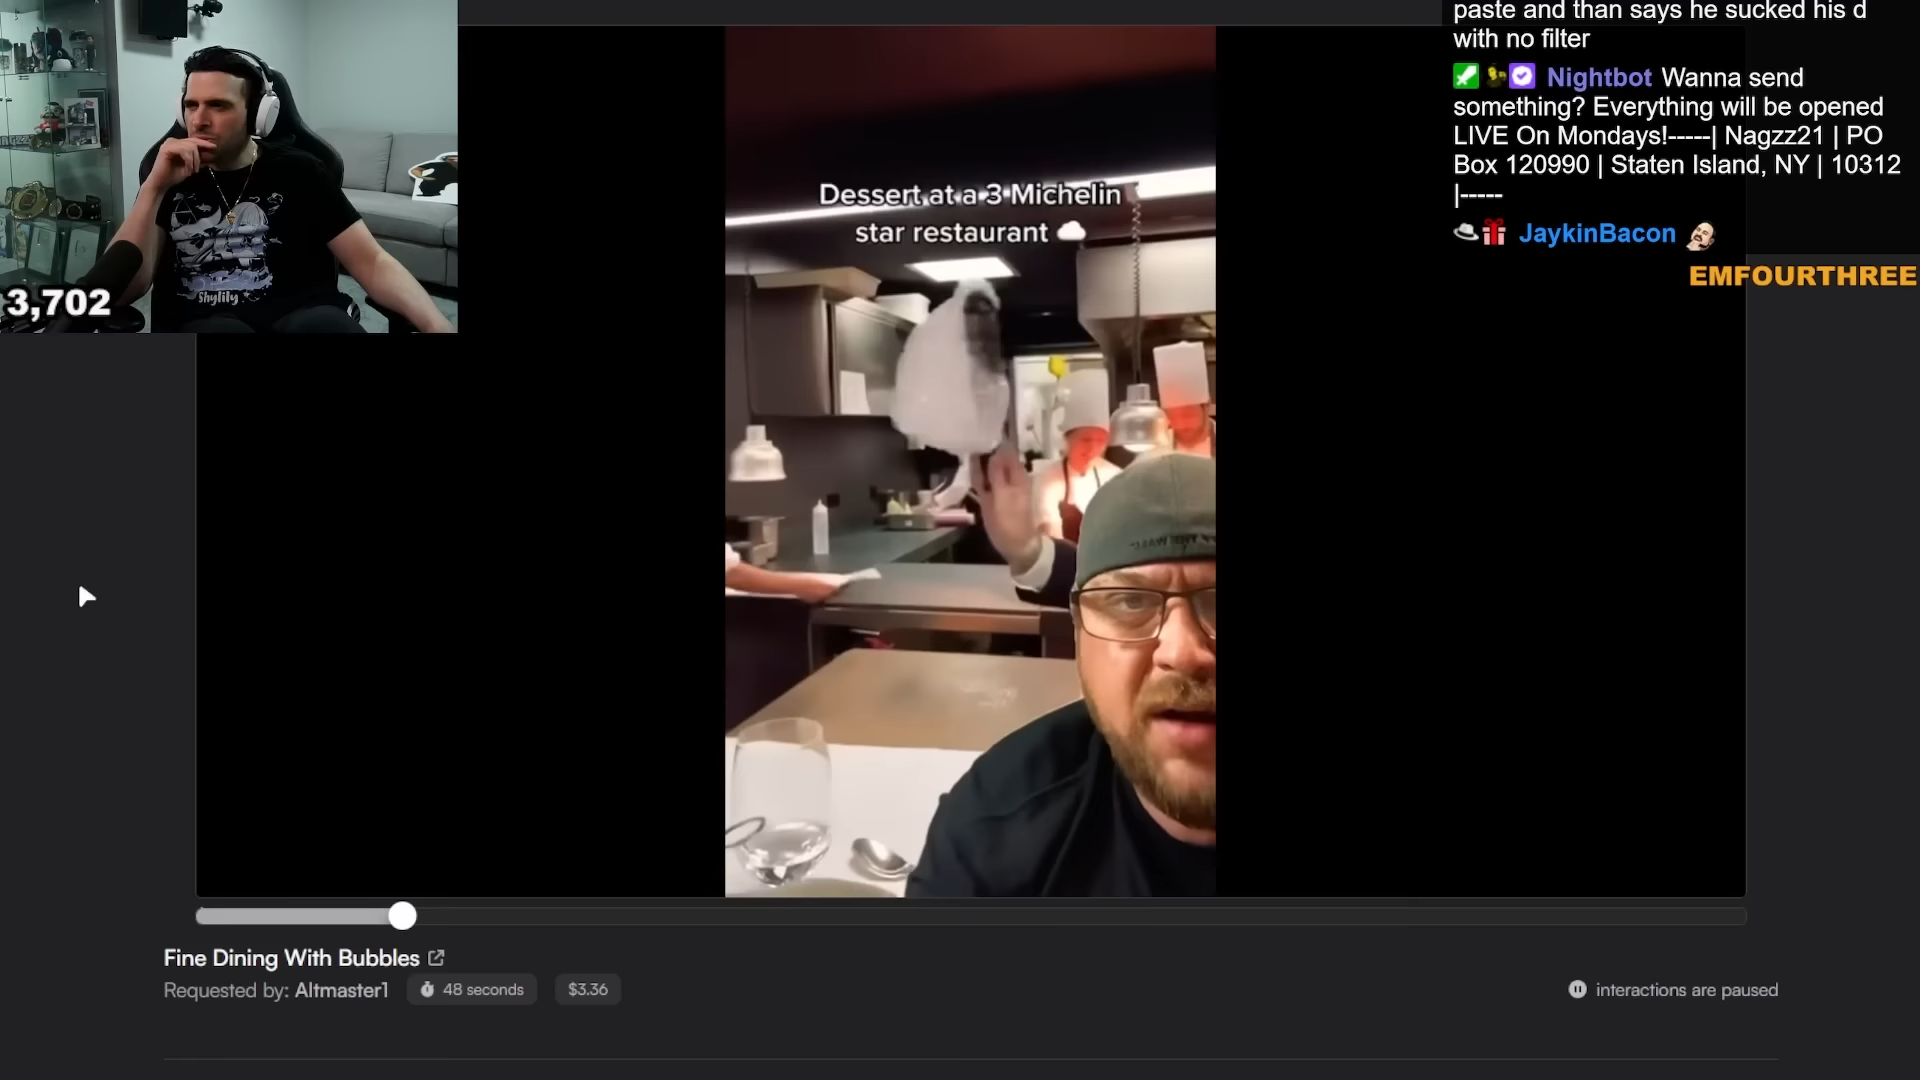 paste and than says he sucked his d
with no filter
Nightbot Wanna send
something? Everything will be opened
LIVE On Mondays!-----| Nagzz21 | PO
Box 120990 | Staten Island, NY | 10312
|-----
JaykinBacon
EMFOURTHREE
Shylily
3,702
Dessert at a 3 Michelin
star restaurant
Fine Dining With Bubbles
Requested by: Altmaster1
48 seconds
$3.36
interactions are paused